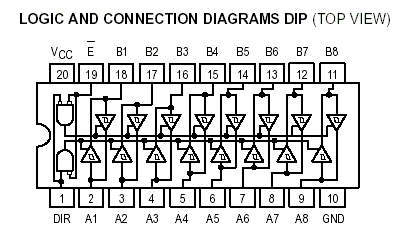 LOGIC AND CONNECTION DIAGRAMS DIP (TOP VIEW)
VCC E B1 B2 B3 B4 B5 B6 B7 B8
20 19 18 17 16 15 14 13 12 11
1 2 3 4 5 6 7 8 9 10
DIR A1 A2 A3 A4 A5 A6 A7 A8 GND